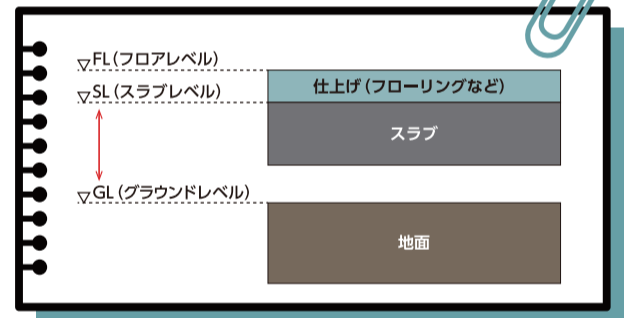 ▽FL(フロアレベル)
仕上げ(フローリングなど)
▽SL(スラブレベル)
スラブ
▽GL(グラウンドレベル)
地面